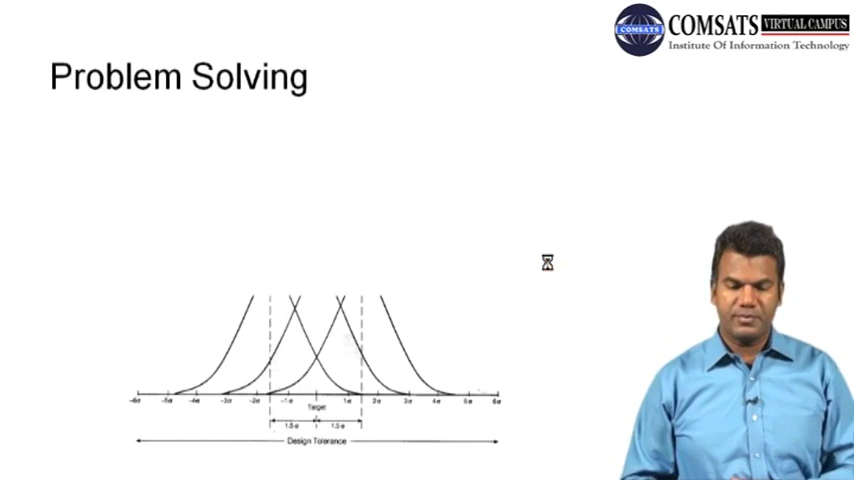 COMSATS VIRTUAL CAMPUS
Institute Of Information Technology
COMSATS
Problem Solving
-6σ -5σ -4σ -3σ -2σ -1σ 1σ 2σ 3σ 4σ 5σ 6σ
Target
1.5σ 1.5σ
Design Tolerance